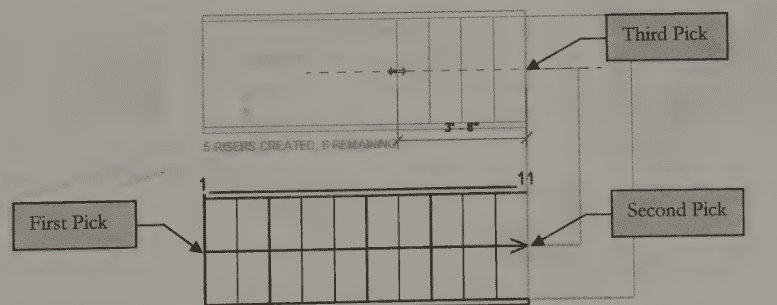 Third Pick
3' - 8"
5 RISERS CREATED, 6 REMAINING
1
11
First Pick
Second Pick